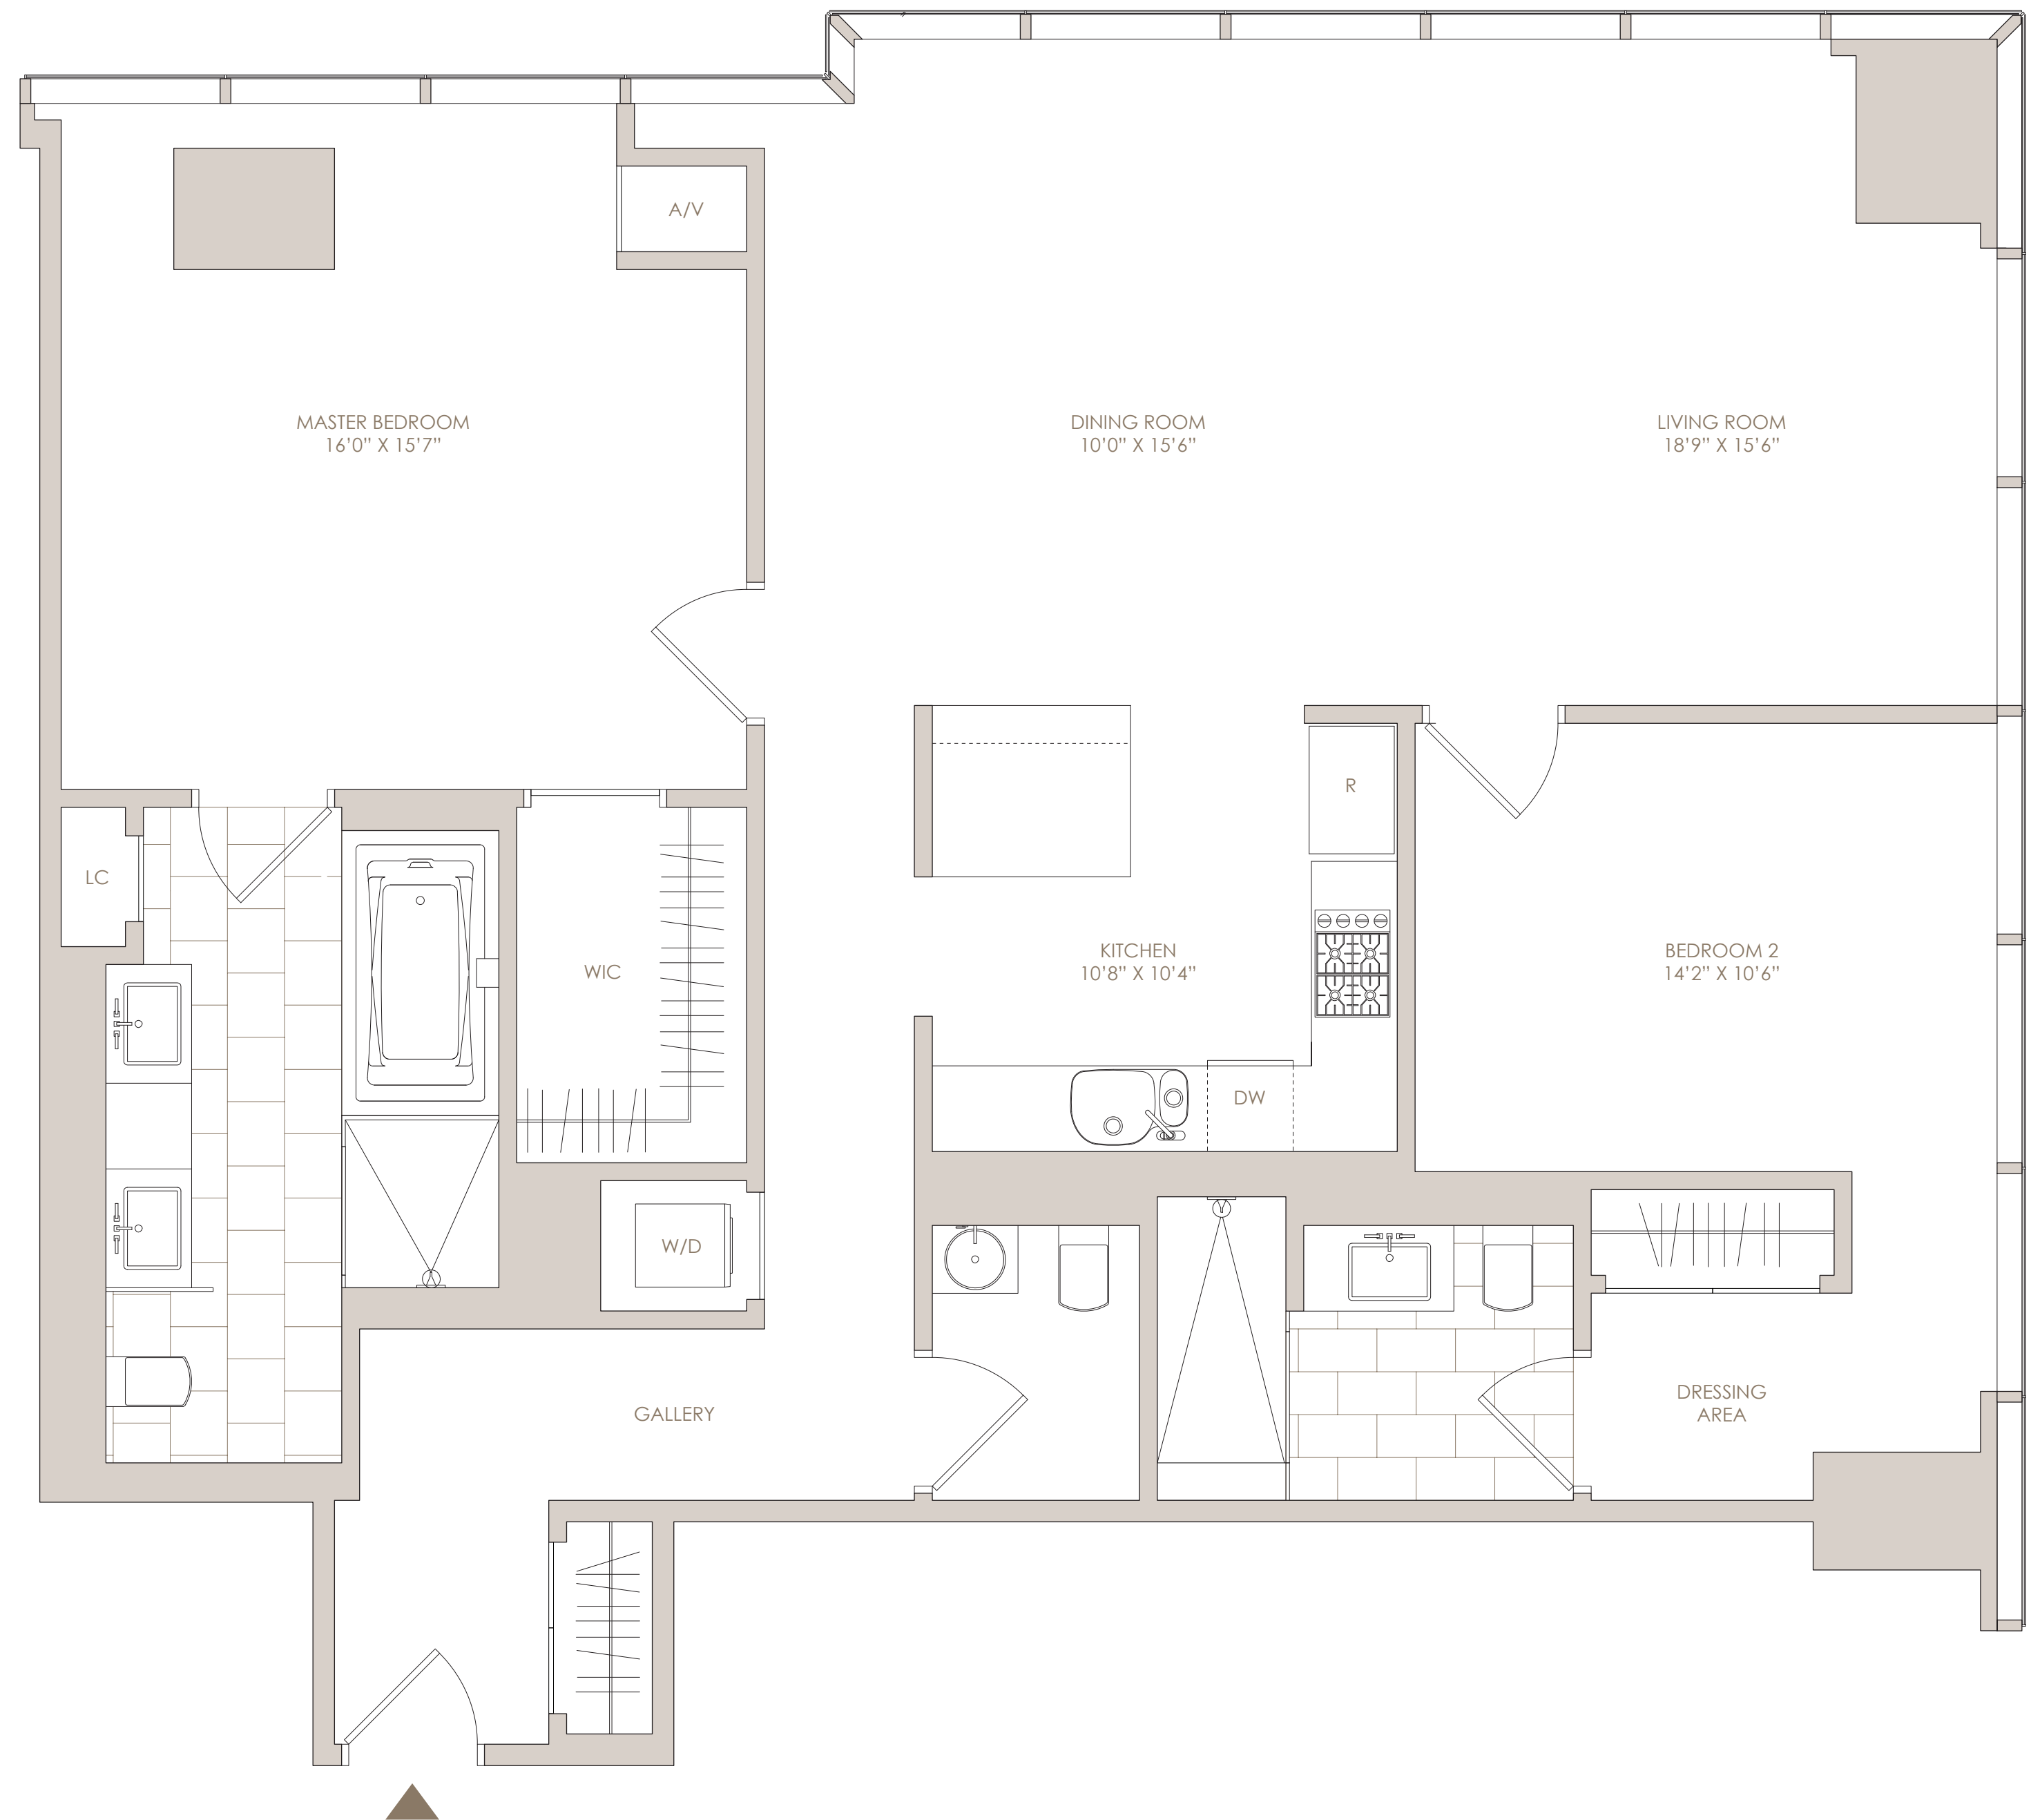 A/V
MASTER BEDROOM
16’0” X 15’7”
DINING ROOM
10’0” X 15’6”
LIVING ROOM
18’9” X 15’6”
R
LC
WIC
KITCHEN
10’8” X 10’4”
BEDROOM 2
14’2” X 10’6”
DW
W/D
GALLERY
DRESSING
AREA